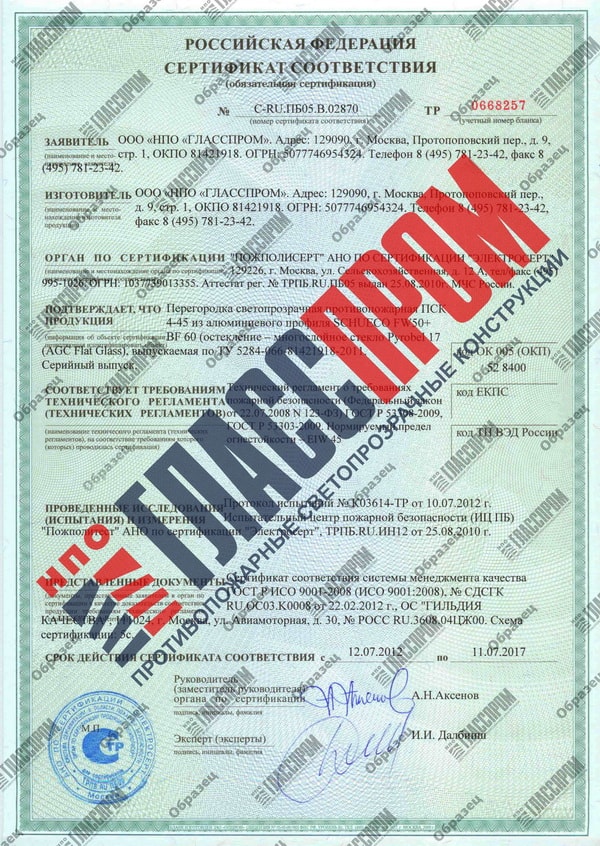 РОССИЙСКАЯ ФЕДЕРАЦИЯ
СЕРТИФИКАТ СООТВЕТСТВИЯ
(обязательная сертификация)
№ C-RU.ПБ05.В.02870 ТР 0668257
(номер сертификата соответствия) (учетный номер бланка)
ЗАЯВИТЕЛЬ ООО «НПО «ГЛАССПРОМ». Адрес: 129090, г. Москва, Протопоповский пер., д. 9,
(наименование и место- стр. 1, ОКПО 81421918. ОГРН: 5077746954324. Телефон 8 (495) 781-23-42, факс 8
(495) 781-23-42.
ИЗГОТОВИТЕЛЬ ООО «НПО «ГЛАССПРОМ». Адрес: 129090, г. Москва, Протопоповский пер.,
(наименование и место- д. 9, стр. 1, ОКПО 81421918. ОГРН: 5077746954324. Телефон 8 (495) 781-23-42,
нахождение изготовителя факс 8 (495) 781-23-42.
продукции)
ОРГАН ПО СЕРТИФИКАЦИИ "ПОЖПОЛИСЕРТ" АНО ПО СЕРТИФИКАЦИИ "ЭЛЕКТРОСЕРТ",
(наименование и местонахождение органа по сертификации, 129226, г. Москва, ул. Сельскохозяйственная, д. 12 А, тел/факс (495)
995-1026. ОГРН: 1037739013355. Аттестат рег. № ТРПБ.RU.ПБ05 выдан 25.08.2010г. МЧС России.
ПОДТВЕРЖДАЕТ, ЧТО Перегородка светопрозрачная противопожарная ПСК
ПРОДУКЦИЯ 4-45 из алюминиевого профиля SCHUECO FW50+
(информация об объекте сертификации, BF 60 (остекление – многослойное стекло Pyrobel 17
(AGC Flat Glass), выпускаемая по ТУ 5284-066-81421918-2011.
Серийный выпуск.
код ОК 005 (ОКП)
52 8400
СООТВЕТСТВУЕТ ТРЕБОВАНИЯМ Технический регламент о требованиях
ТЕХНИЧЕСКОГО РЕГЛАМЕНТА пожарной безопасности (Федеральный закон
(ТЕХНИЧЕСКИХ РЕГЛАМЕНТОВ) от 22.07.2008 N 123-ФЗ), ГОСТ Р 53308-2009,
(наименование технического регламента (технических ГОСТ Р 53303-2009. Нормируемый предел
регламентов), на соответствие требованиям которого огнестойкости – EIW 45
(которых) проводилась сертификация)
код ЕКПС
код ТН ВЭД России
ПРОВЕДЕННЫЕ ИССЛЕДОВАНИЯ Протокол испытаний № К03614-ТР от 10.07.2012 г.
(ИСПЫТАНИЯ) И ИЗМЕРЕНИЯ Испытательный центр пожарной безопасности (ИЦ ПБ)
"Пожполитест" АНО по сертификации "Электросерт", ТРПБ.RU.ИН12 от 25.08.2010 г.
ПРЕДСТАВЛЕННЫЕ ДОКУМЕНТЫ Сертификат соответствия системы менеджмента качества
ГОСТ Р ИСО 9001-2008 (ИСО 9001:2008), № СДСГК
RU.ОС03.К0008 от 22.02.2012 г., ОС "ГИЛЬДИЯ
КАЧЕСТВА", 111024, г. Москва, ул. Авиамоторная, д. 30, № РОСС RU.З608.04ЦЖ00. Схема
сертификации: 3с.
СРОК ДЕЙСТВИЯ СЕРТИФИКАТА СООТВЕТСТВИЯ с 12.07.2012 по 11.07.2017
Руководитель
(заместитель руководителя)
органа по сертификации А.Н.Аксенов
подпись, инициалы, фамилия
М.П.
Эксперт (эксперты) И.И. Далбиш
подпись, инициалы, фамилия
НПО ГЛАССПРОМ
ПРОТИВОПОЖАРНЫЕ СВЕТОПРОЗРАЧНЫЕ КОНСТРУКЦИИ
Образец
ГЛАССПРОМ